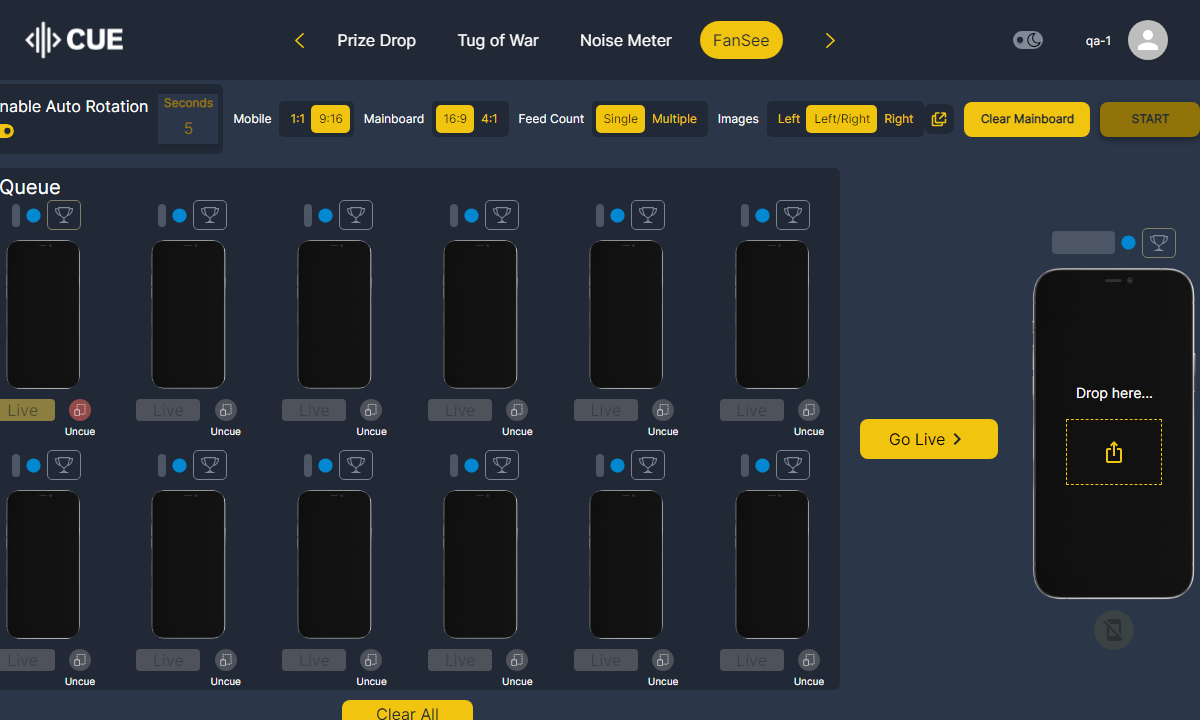 CUE
Prize Drop
Tug of War
Noise Meter
FanSee
qa-1
nable Auto Rotation
Seconds
5
Mobile
1:1
9:16
Mainboard
16:9
4:1
Feed Count
Single
Multiple
Images
Left
Left/Right
Right
Clear Mainboard
START
Queue
Live
Live
Live
Live
Live
Live
Uncue
Uncue
Uncue
Uncue
Uncue
Uncue
Go Live
Drop here...
Live
Live
Live
Live
Live
Live
Uncue
Uncue
Uncue
Uncue
Uncue
Uncue
Clear All